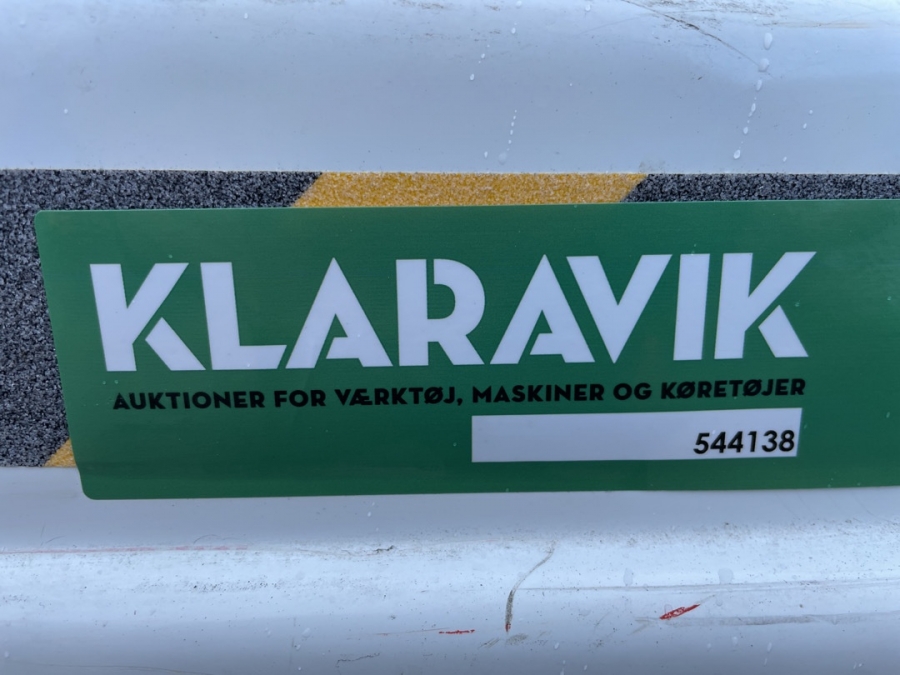 KLARAVIK
AUKTIONER FOR VÆRKTØJ, MASKINER OG KØRETØJER
544138